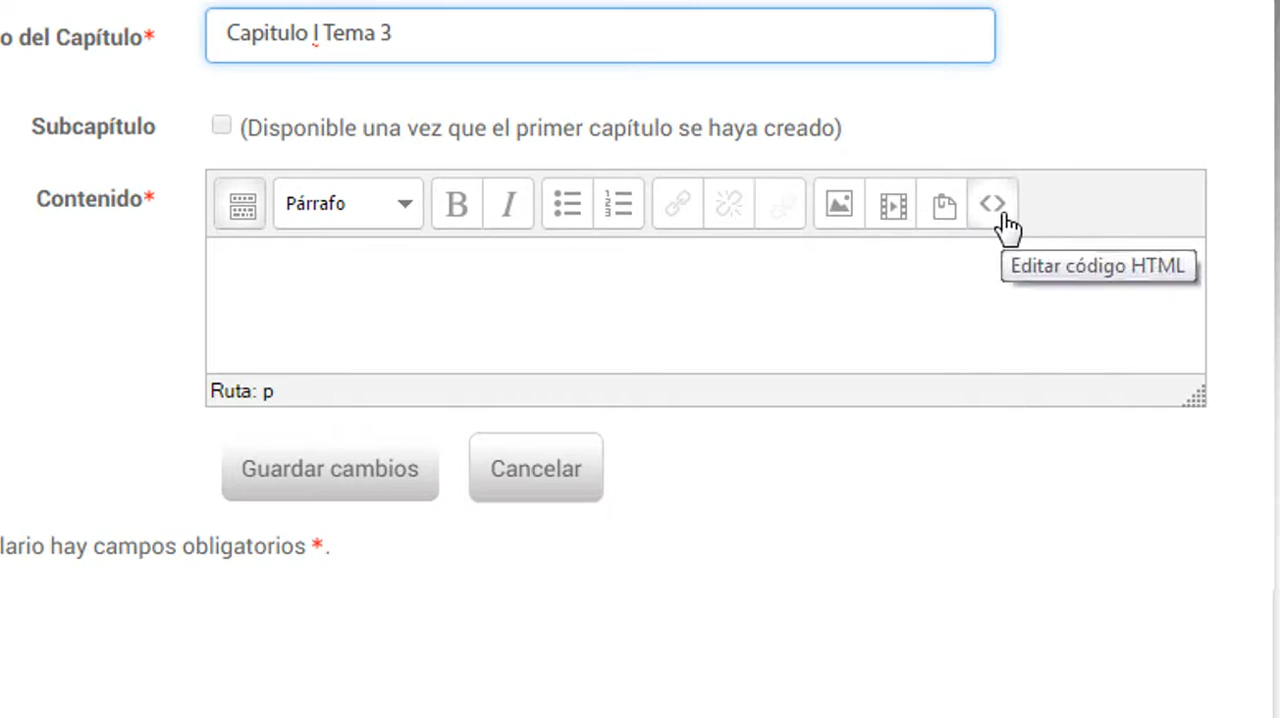 o del Capítulo* Capitulo I Tema 3
Subcapítulo (Disponible una vez que el primer capítulo se haya creado)
Contenido* Párrafo B I
Editar código HTML
Ruta: p
Guardar cambios Cancelar
lario hay campos obligatorios *.